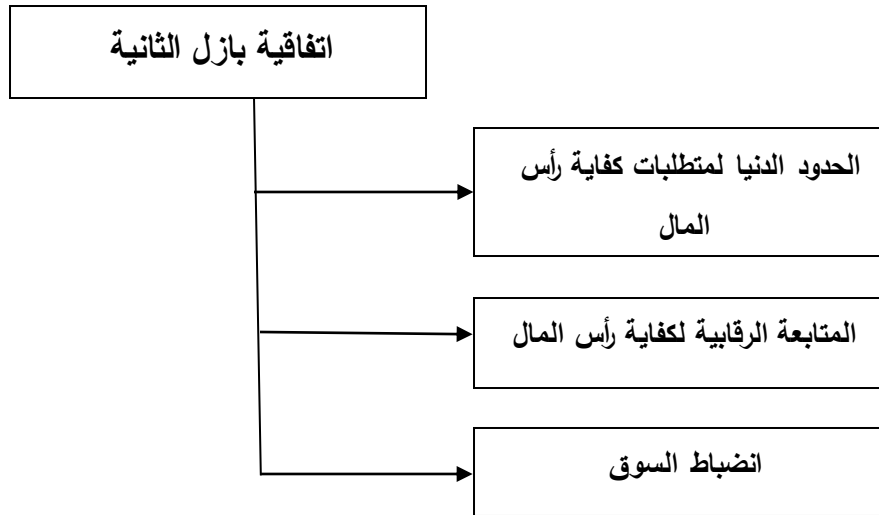 اتفاقية بازل الثانية
الحدود الدنيا لمتطلبات كفاية رأس
المال
المتابعة الرقابية لكفاية رأس المال
انضباط السوق